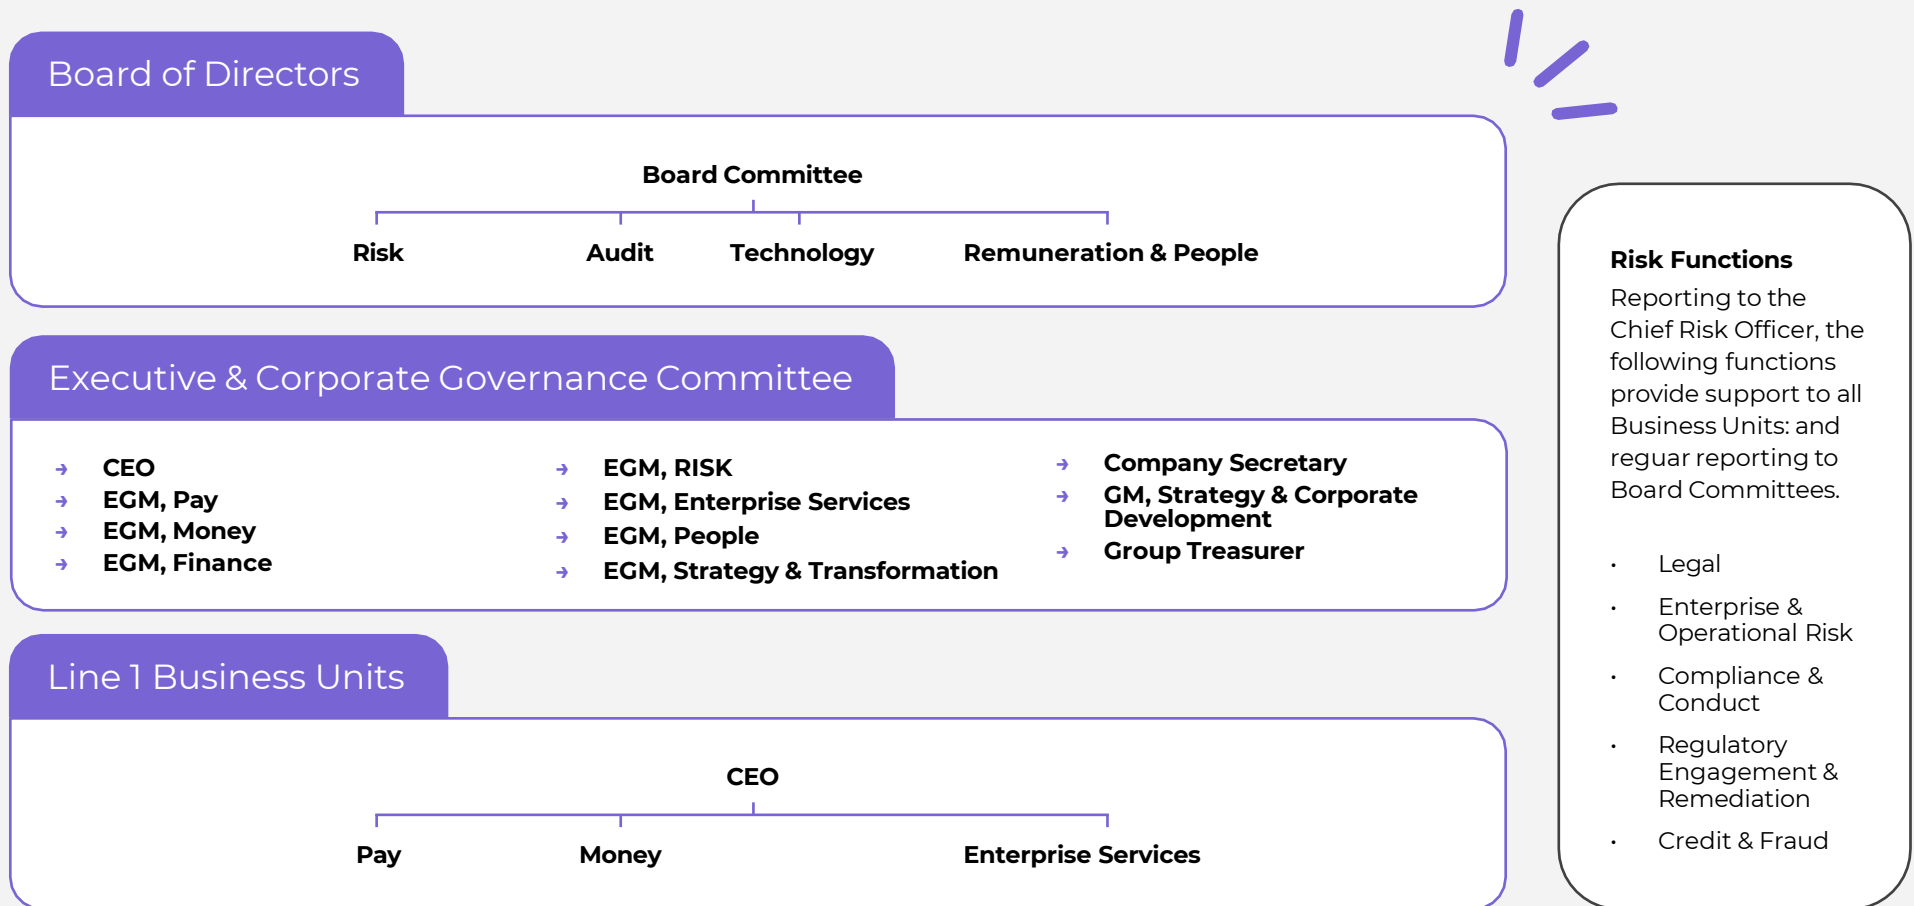 Board of Directors
Board Committee
Risk
Audit
Technology
Remuneration & People
Executive & Corporate Governance Committee
→ CEO
→ EGM, Pay
→ EGM, Money
→ EGM, Finance
→ EGM, RISK
→ EGM, Enterprise Services
→ EGM, People
→ EGM, Strategy & Transformation
→ Company Secretary
→ GM, Strategy & Corporate
Development
→ Group Treasurer
Line 1 Business Units
CEO
Pay
Money
Enterprise Services
Risk Functions
Reporting to the
Chief Risk Officer, the
following functions
provide support to all
Business Units: and
reguar reporting to
Board Committees.
• Legal
• Enterprise &
Operational Risk
• Compliance &
Conduct
• Regulatory
Engagement &
Remediation
• Credit & Fraud